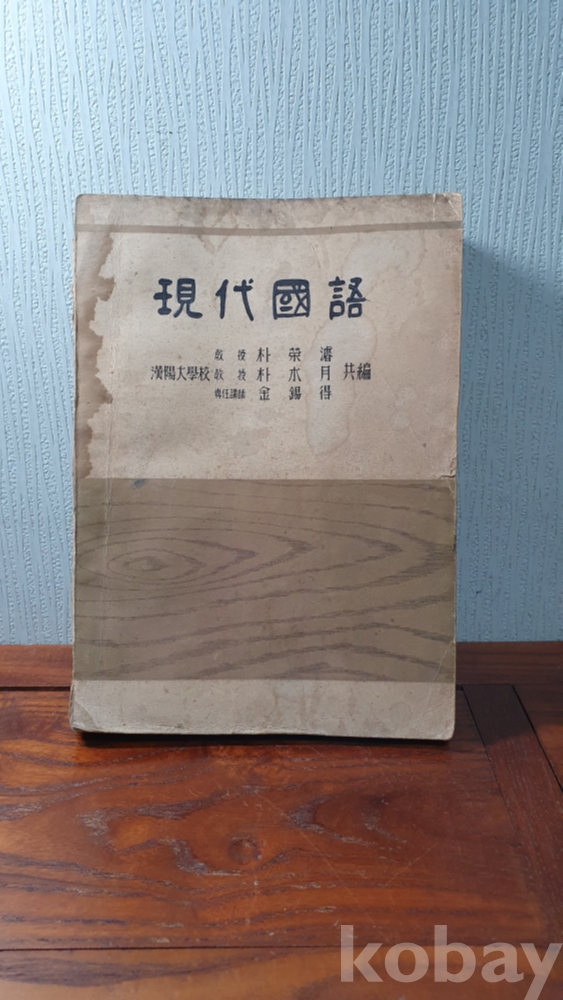 現代國語
教授 朴榮濬
漢陽大學校 教授 朴木月 共編
専任講師 金錫得
kobay